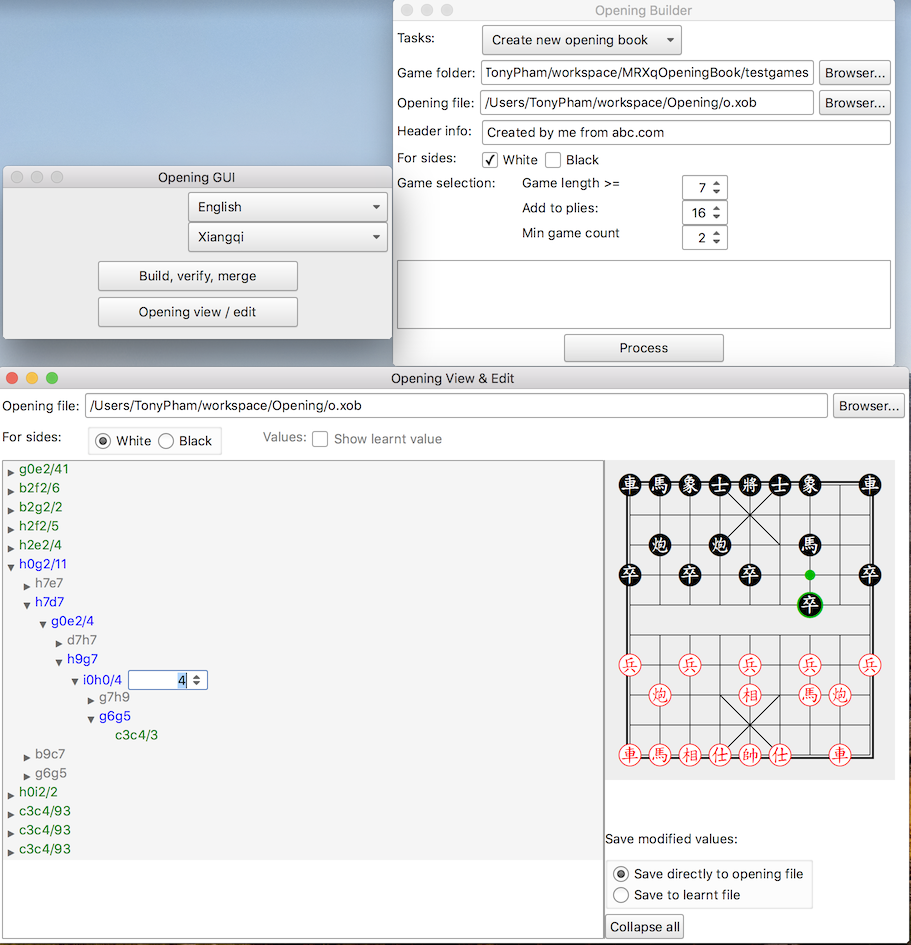 Opening Builder
Tasks:
Create new opening book
Game folder:
TonyPham/workspace/MRXqOpeningBook/testgames
Browser...
Opening file:
/Users/TonyPham/workspace/Opening/o.xob
Browser...
Header info:
Created by me from abc.com
For sides:
White
Black
Game selection:
Game length >=
7
Add to plies:
16
Min game count
2
Process
Opening GUI
English
Xiangqi
Build, verify, merge
Opening view / edit
Opening View & Edit
Opening file:
/Users/TonyPham/workspace/Opening/o.xob
Browser...
For sides:
White
Black
Values:
Show learnt value
g0e2/41
b2f2/6
b2g2/2
h2f2/5
h2e2/4
h0g2/11
h7e7
h7d7
g0e2/4
d7h7
h9g7
i0h0/4
4
g7h9
g6g5
c3c4/3
b9c7
g6g5
h0i2/2
c3c4/93
c3c4/93
c3c4/93
車馬象士將士象車
炮炮馬
卒卒卒卒
卒
兵兵兵兵兵
炮相馬炮
車馬相仕帥仕車
Save modified values:
Save directly to opening file
Save to learnt file
Collapse all